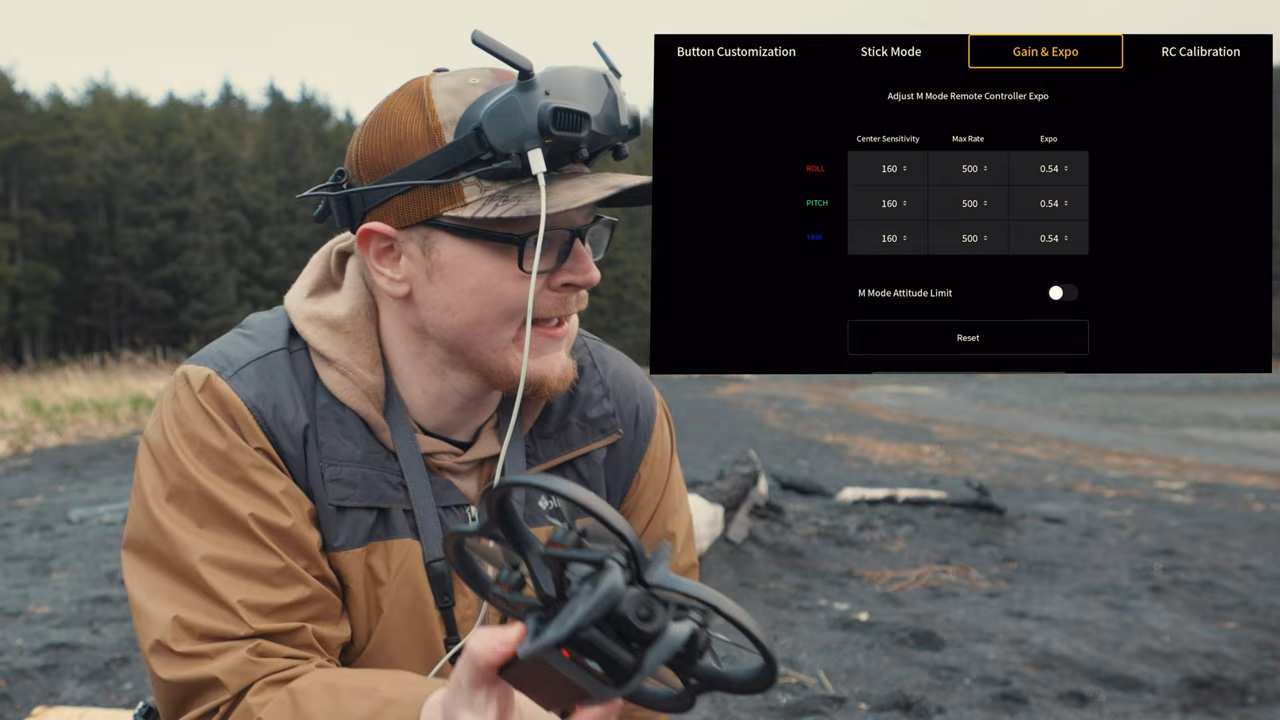 Button Customization Stick Mode Gain & Expo RC Calibration
Adjust M Mode Remote Controller Expo
Center Sensitivity Max Rate Expo
ROLL 160 500 0.54
PITCH 160 500 0.54
YAW 160 500 0.54
M Mode Attitude Limit
Reset